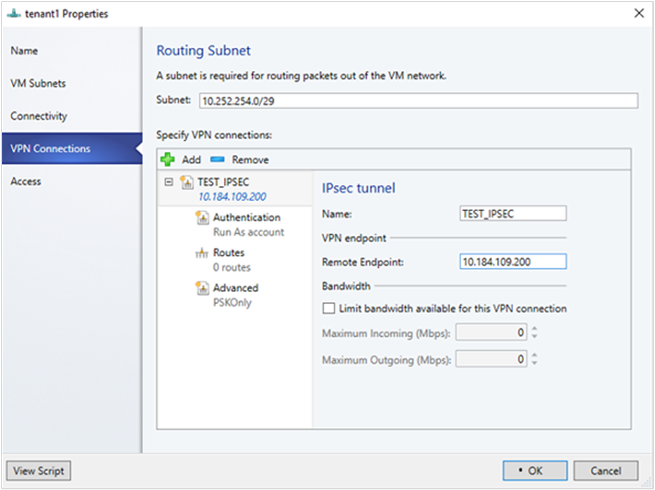 tenant1 Properties
Name
VM Subnets
Connectivity
VPN Connections
Access
Routing Subnet
A subnet is required for routing packets out of the VM network.
Subnet: 10.252.254.0/29
Specify VPN connections:
Add Remove
TEST_IPSEC
10.184.109.200
Authentication
Run As account
Routes
0 routes
Advanced
PSKOnly
IPsec tunnel
Name: TEST_IPSEC
VPN endpoint
Remote Endpoint: 10.184.109.200
Bandwidth
Limit bandwidth available for this VPN connection
Maximum Incoming (Mbps): 0
Maximum Outgoing (Mbps): 0
View Script
OK
Cancel